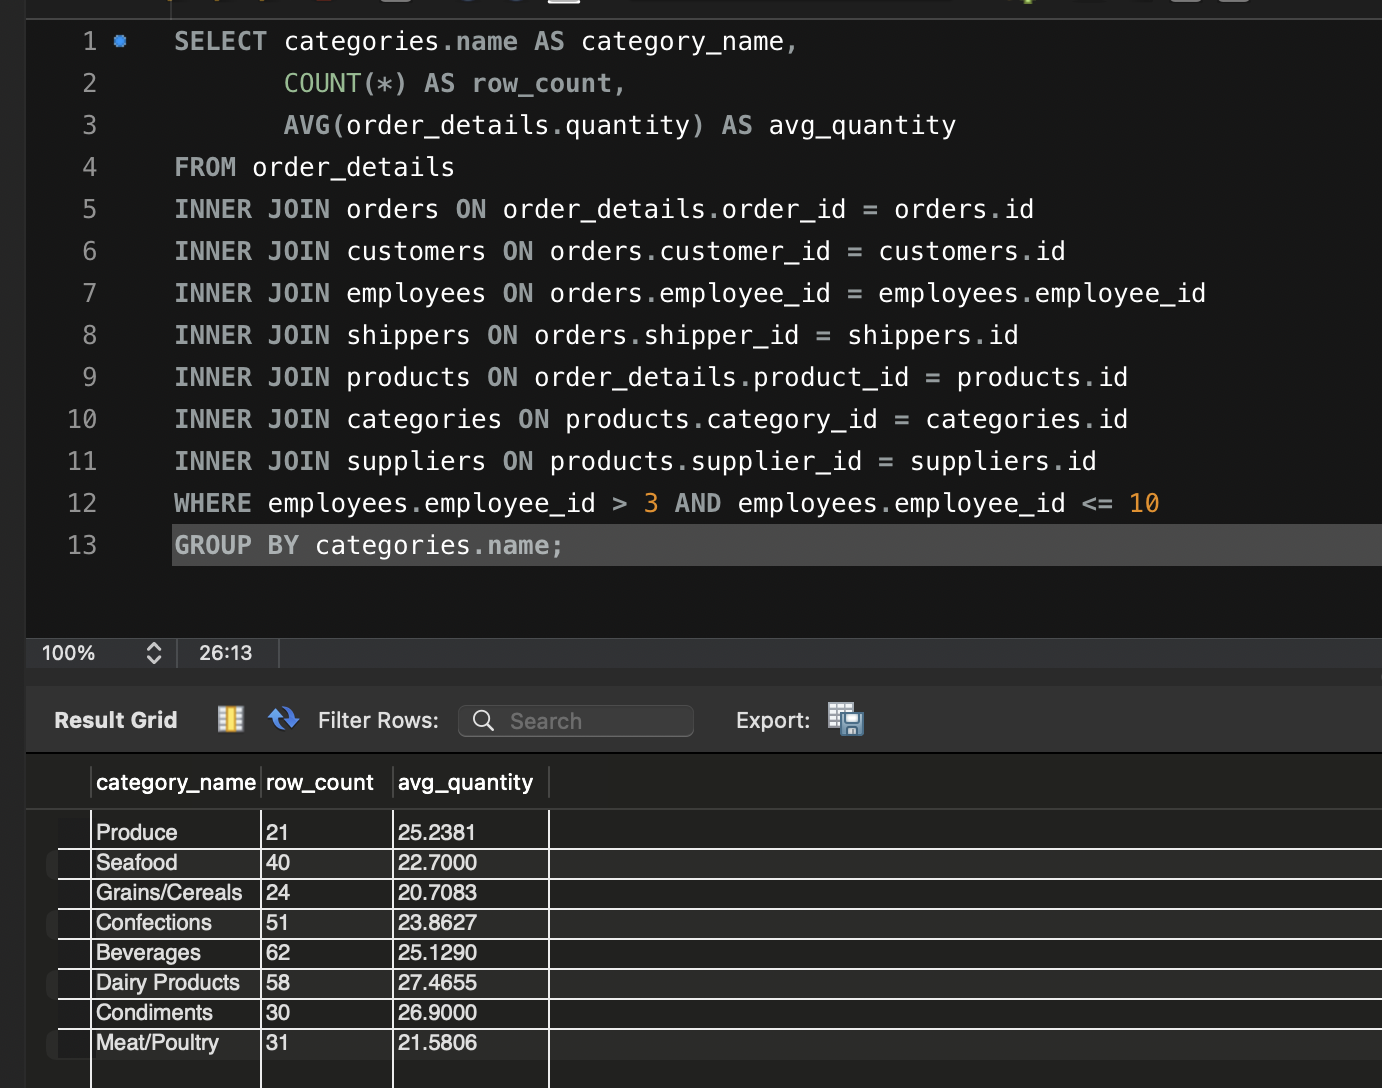 1 SELECT categories.name AS category_name,
2 COUNT(*) AS row_count,
3 AVG(order_details.quantity) AS avg_quantity
4 FROM order_details
5 INNER JOIN orders ON order_details.order_id = orders.id
6 INNER JOIN customers ON orders.customer_id = customers.id
7 INNER JOIN employees ON orders.employee_id = employees.employee_id
8 INNER JOIN shippers ON orders.shipper_id = shippers.id
9 INNER JOIN products ON order_details.product_id = products.id
10 INNER JOIN categories ON products.category_id = categories.id
11 INNER JOIN suppliers ON products.supplier_id = suppliers.id
12 WHERE employees.employee_id > 3 AND employees.employee_id <= 10
13 GROUP BY categories.name;
100% 26:13
Result Grid Filter Rows: Search Export:
category_name row_count avg_quantity
Produce 21 25.2381
Seafood 40 22.7000
Grains/Cereals 24 20.7083
Confections 51 23.8627
Beverages 62 25.1290
Dairy Products 58 27.4655
Condiments 30 26.9000
Meat/Poultry 31 21.5806